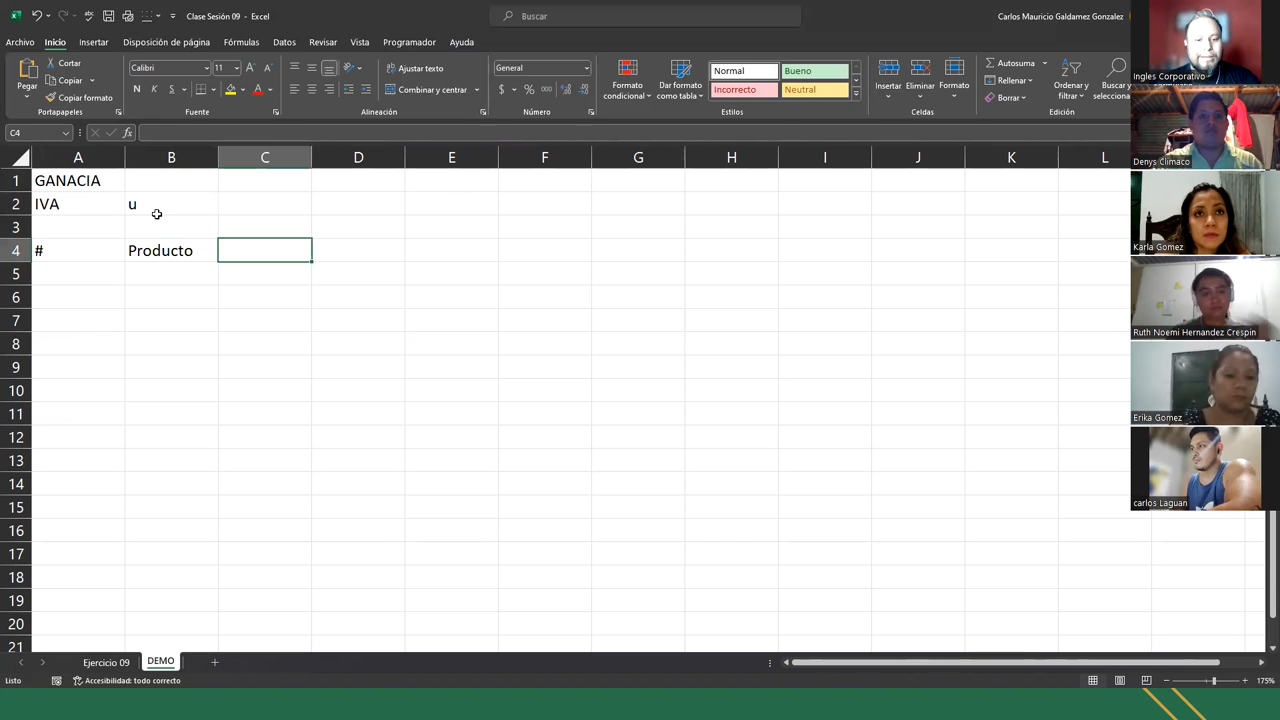 Clase Sesión 09 - Excel
Buscar
Carlos Mauricio Galdamez Gonzalez
Archivo Inicio Insertar Disposición de página Fórmulas Datos Revisar Vista Programador Ayuda
Pegar
Cortar
Copiar
Copiar formato
Portapapeles
Calibri 11
N K S
Fuente
Ajustar texto
Combinar y centrar
Alineación
General
$ % 000
Número
Formato condicional
Dar formato como tabla
Normal Bueno
Incorrecto Neutral
Estilos
Insertar Eliminar Formato
Celdas
Autosuma
Rellenar
Borrar
Ordenar y filtrar
Buscar y selecciona
Edición
C4 fx
A B C D E F G H I J K L
1 GANACIA
2 IVA u
3
4 # Producto
5
6
7
8
9
10
11
12
13
14
15
16
17
18
19
20
21
Ejercicio 09 DEMO
Listo Accesibilidad: todo correcto 175%
Ingles Corporativo
Denys Climaco
Karla Gomez
Ruth Noemi Hernandez Crespin
Erika Gomez
carlos Laguan